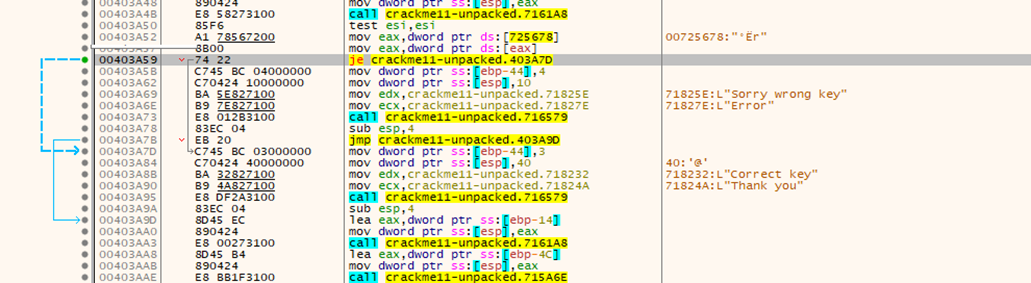 00403A48 890424 mov dword ptr ss:[esp],eax
00403A4B E8 58273100 call crackme11-unpacked.7161A8
00403A50 85F6 test esi,esi
00403A52 A1 78567200 mov eax,dword ptr ds:[725678] 00725678:"
8B00 mov eax,dword ptr ds:[eax]
00403A59 74 22 je crackme11-unpacked.403A7D
00403A5B C745 BC 04000000 mov dword ptr ss:[ebp-44],4
00403A62 C70424 10000000 mov dword ptr ss:[esp],10
00403A69 BA 5E827100 mov edx,crackme11-unpacked.71825E 71825E:L"Sorry wrong key"
00403A6E B9 7E827100 mov ecx,crackme11-unpacked.71827E 71827E:L"Error"
00403A73 E8 012B3100 call crackme11-unpacked.716579
00403A78 83EC 04 sub esp,4
00403A7B EB 20 jmp crackme11-unpacked.403A9D
00403A7D C745 BC 03000000 mov dword ptr ss:[ebp-44],3
00403A84 C70424 40000000 mov dword ptr ss:[esp],40 40:'@'
00403A8B BA 32827100 mov edx,crackme11-unpacked.718232 718232:L"Correct key"
00403A90 B9 4A827100 mov ecx,crackme11-unpacked.71824A 71824A:L"Thank you"
00403A95 E8 DF2A3100 call crackme11-unpacked.716579
00403A9A 83EC 04 sub esp,4
00403A9D 8D45 EC lea eax,dword ptr ss:[ebp-14]
00403AA0 890424 mov dword ptr ss:[esp],eax
00403AA3 E8 00273100 call crackme11-unpacked.7161A8
00403AA8 8D45 B4 lea eax,dword ptr ss:[ebp-4C]
00403AAB 890424 mov dword ptr ss:[esp],eax
00403AAE E8 BB1F3100 call crackme11-unpacked.715A6E